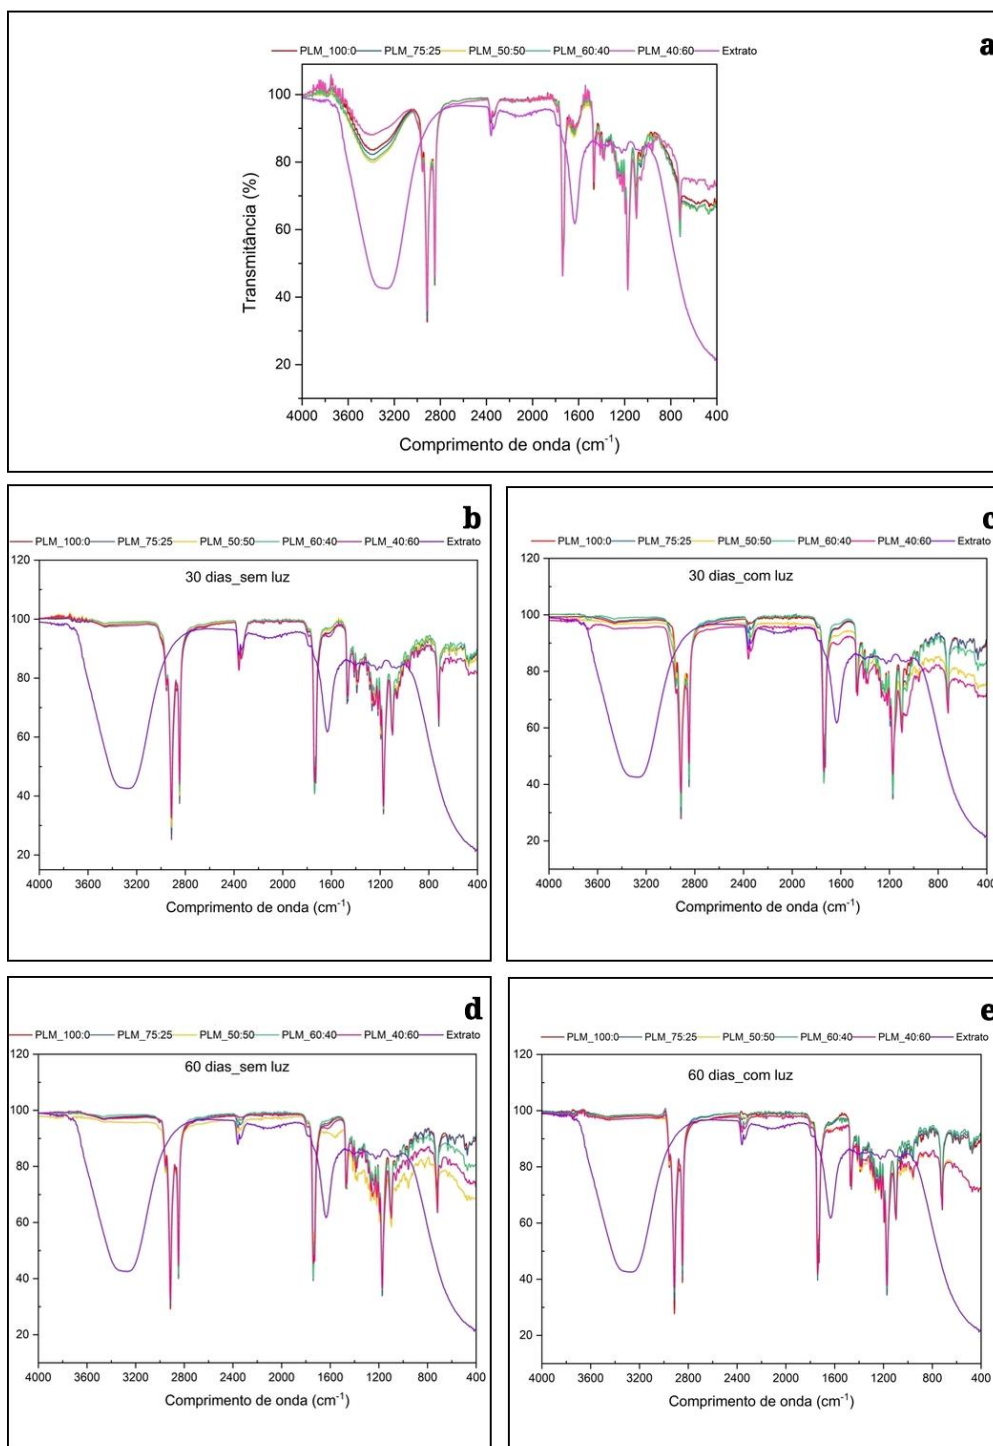 a
PLM_100:0 PLM_75:25 PLM_50:50 PLM_60:40 PLM_40:60 Extrato
Transmitância (%)
100
80
60
40
20
4000 3600 3200 2800 2400 2000 1600 1200 800 400
Comprimento de onda (cm⁻¹)
b
PLM_100:0 PLM_75:25 PLM_50:50 PLM_60:40 PLM_40:60 Extrato
30 dias_sem luz
120
100
80
60
40
20
4000 3600 3200 2800 2400 2000 1600 1200 800 400
Comprimento de onda (cm⁻¹)
c
PLM_100:0 PLM_75:25 PLM_50:50 PLM_60:40 PLM_40:60 Extrato
30 dias_com luz
120
100
80
60
40
20
4000 3600 3200 2800 2400 2000 1600 1200 800 400
Comprimento de onda (cm⁻¹)
d
PLM_100:0 PLM_75:25 PLM_50:50 PLM_60:40 PLM_40:60 Extrato
60 dias_sem luz
120
100
80
60
40
20
4000 3600 3200 2800 2400 2000 1600 1200 800 400
Comprimento de onda (cm⁻¹)
e
PLM_100:0 PLM_75:25 PLM_50:50 PLM_60:40 PLM_40:60 Extrato
60 dias_com luz
120
100
80
60
40
20
4000 3600 3200 2800 2400 2000 1600 1200 800 400
Comprimento de onda (cm⁻¹)